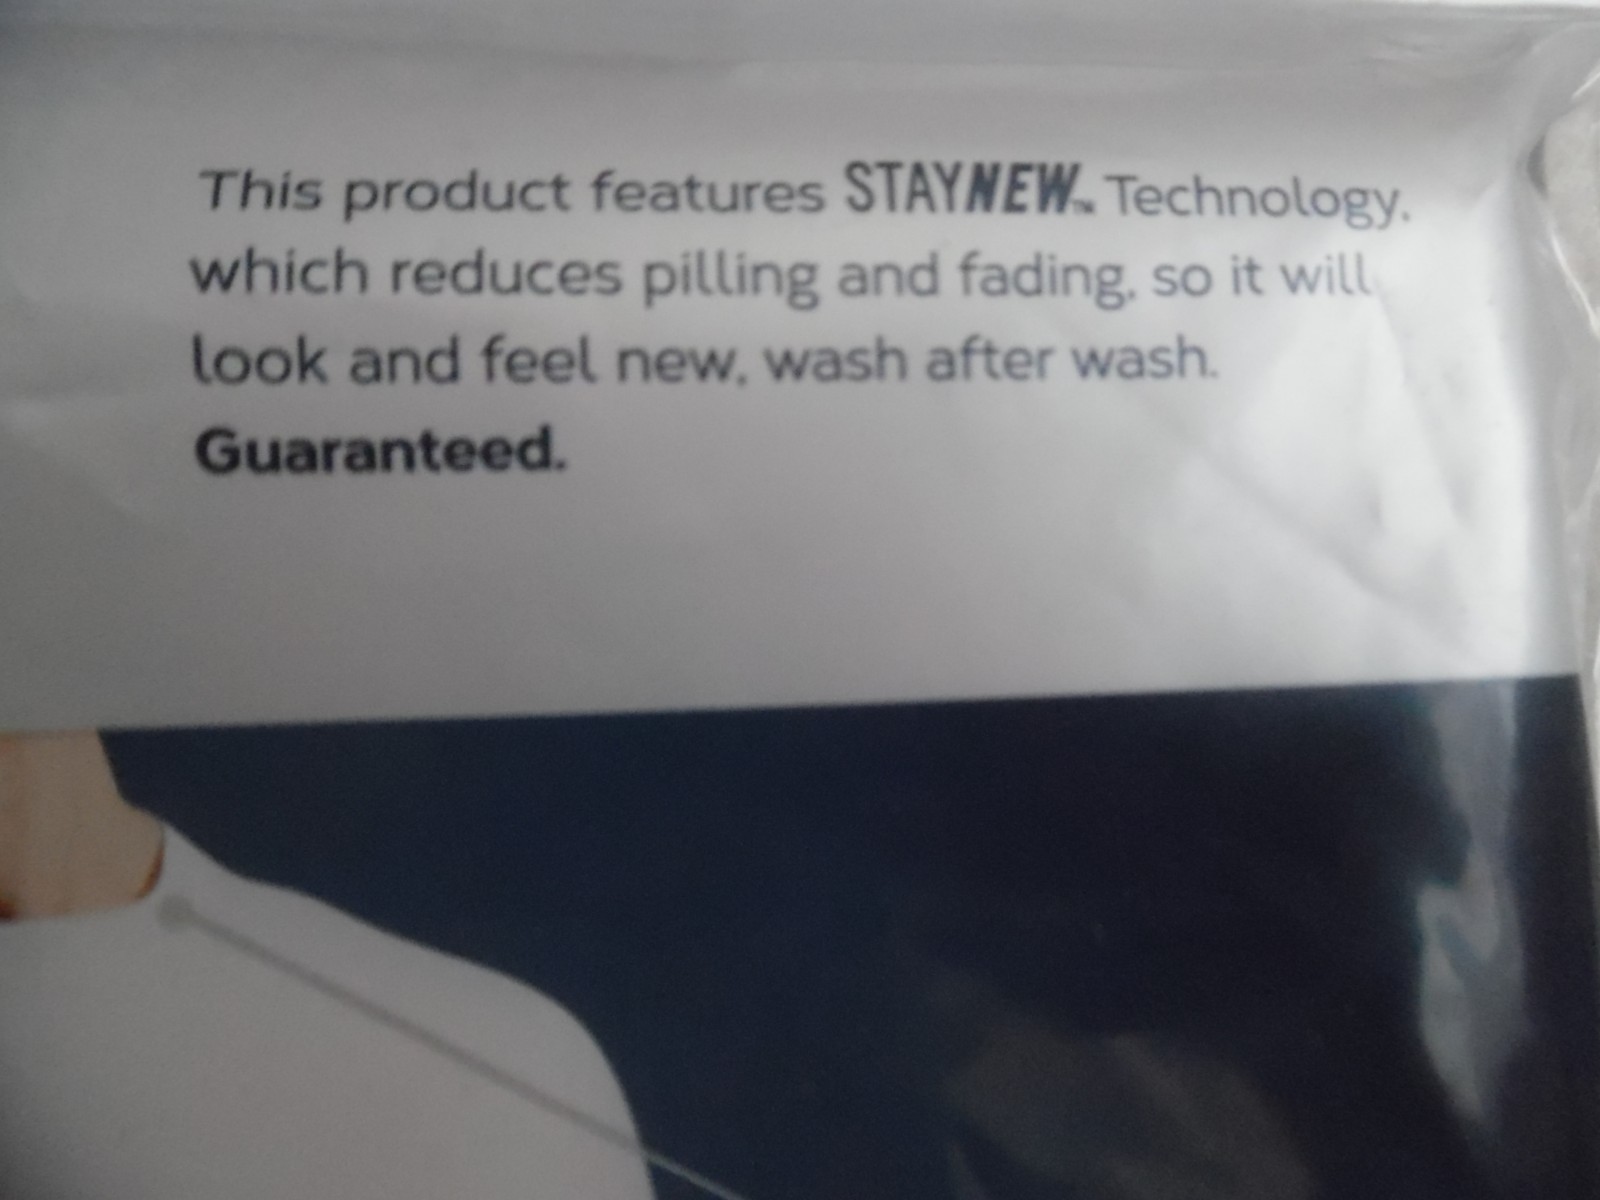 This product features STAYNEW™ Technology,
which reduces pilling and fading, so it will
look and feel new, wash after wash.
Guaranteed.